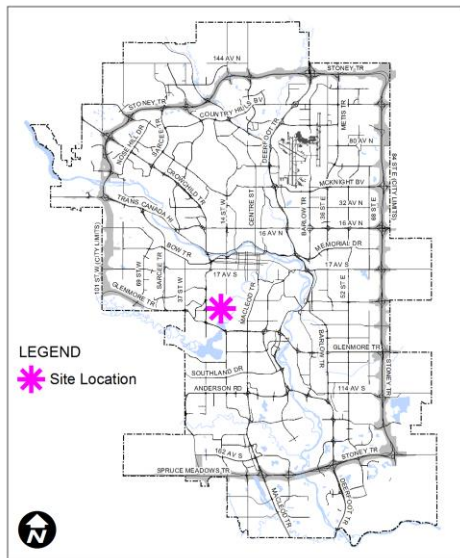 144 AV N
STONEY TR
STONEY TR
COUNTRY HILLS BV
METIS TR
ROSE HILL DR
SARCEE TR
DEERFOOT TR
80 AV N
CROWCHILD TR
MCKNIGHT BV
84 ST E (CITY LIMITS)
TRANS CANADA HI
14 ST W
CENTRE ST
BARLOW TR
36 ST E
32 AV N
68 ST E
16 AV N
16 AV N
MEMORIAL DR
BOW TR
17 AV S
17 AV S
101 ST W (CITY LIMITS)
69 ST W
SARCEE TR
37 ST W
MACLEOD TR
52 ST E
GLENMORE TR
LEGEND
Site Location
BARLOW TR
GLENMORE TR
STONEY TR
SOUTHLAND DR
ANDERSON RD
114 AV S
162 AV S
STONEY TR
SPRUCE MEADOWS TR
MACLEOD TR
DEERFOOT TR
N